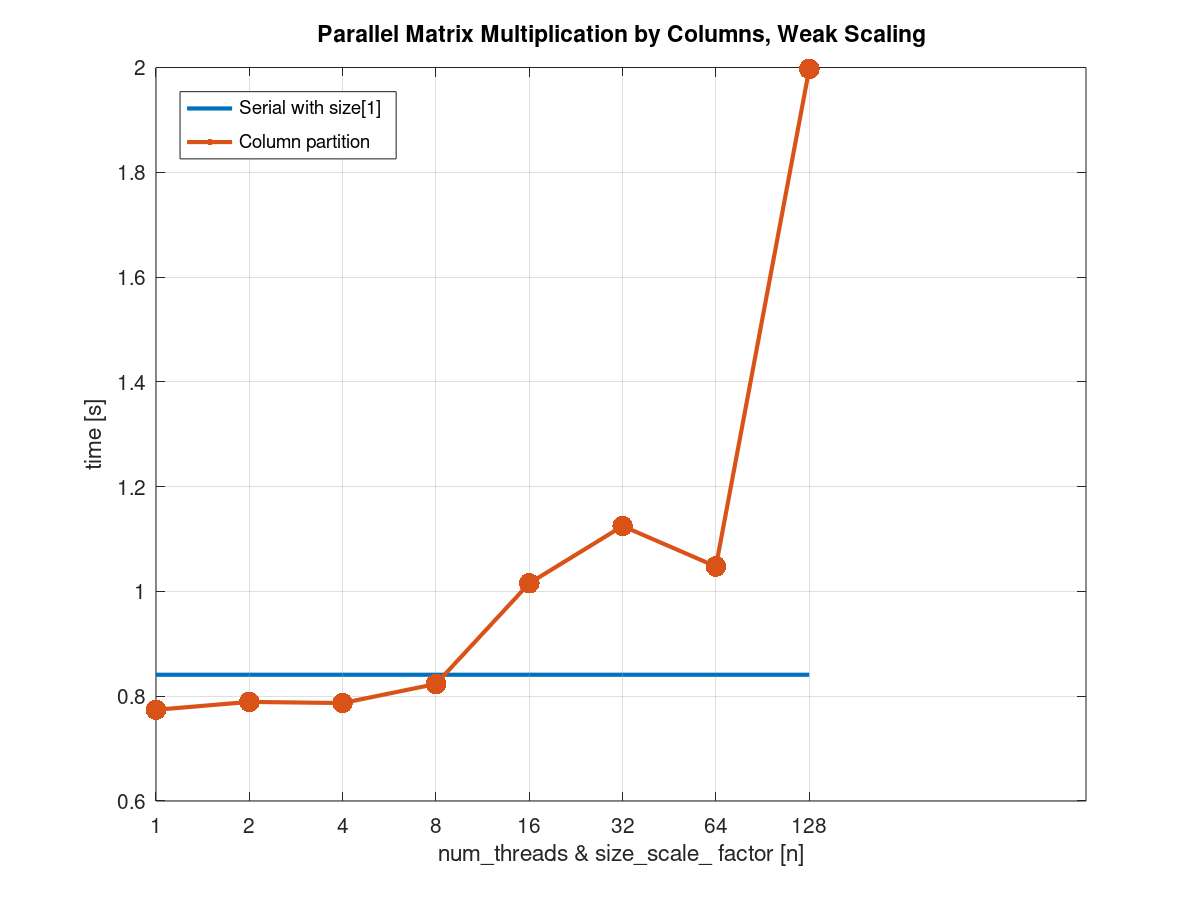 Parallel Matrix Multiplication by Columns, Weak Scaling
Serial with size[1]
Column partition
2
1.8
1.6
1.4
1.2
1
0.8
0.6
time [s]
1 2 4 8 16 32 64 128
num_threads & size_scale_ factor [n]